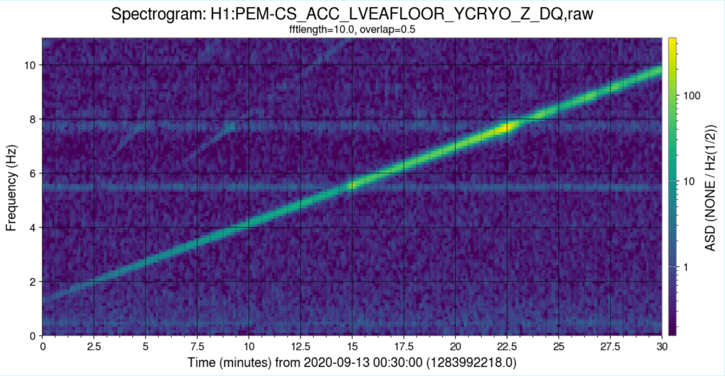 Spectrogram: H1:PEM-CS_ACC_LVEAFLOOR_YCRYO_Z_DQ,raw
fftlength=10.0, overlap=0.5
10
8
6
4
2
0
Frequency (Hz)
0 2.5 5 7.5 10 12.5 15 17.5 20 22.5 25 27.5 30
Time (minutes) from 2020-09-13 00:30:00 (1283992218.0)
100
10
1
ASD (NONE / Hz(1/2))